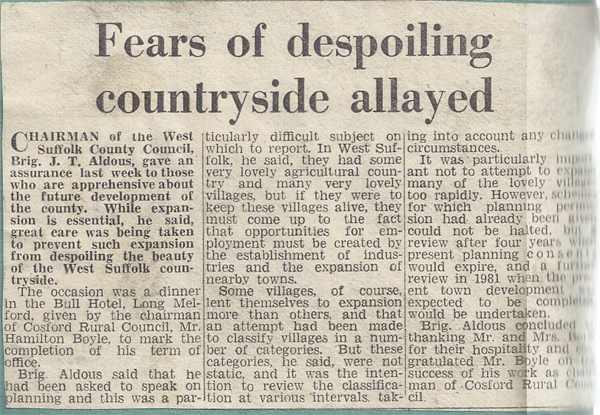 Fears of despoiling
countryside allayed
CHAIRMAN of the West
Suffolk County Council,
Brig. J. T. Aldous, gave an
assurance last week to those
who are apprehensive about
the future development of
the county. While expan-
sion is essential, he said,
great care was being taken
to prevent such expansion
from despoiling the beauty
of the West Suffolk coun-
tryside.
The occasion was a dinner
in the Bull Hotel, Long Mel-
ford, given by the chairman
of Cosford Rural Council, Mr.
Hamilton Boyle, to mark the
completion of his term of
office.
Brig. Aldous said that he
had been asked to speak on
planning and this was a par-
ticularly difficult subject on
which to report. In West Suf-
folk, he said, they had some
very lovely agricultural coun-
try and many very lovely
villages, but if they were to
keep these villages alive, they
must come up to the fact
that opportunities for em-
ployment must be created by
the establishment of indus-
tries and the expansion of
nearby towns.
Some villages, of course,
lent themselves to expansion
more than others, and that
an attempt had been made
to classify villages in a num-
ber of categories. But these
categories, he said, were not
static, and it was the inten-
tion to review the classifica-
tion at various intervals, tak-
ing into account any
circumstances.
It was particularly
ant not to attempt to
many of the lovely
too rapidly. However,
for which planning
sion had already been
could not be halted,
review after four years
present planning
would expire, and a
review in 1981 when the
ent town development
expected to be
would be undertaken.
Brig. Aldous concluded
thanking Mr. and Mrs.
for their hospitality and
gratulated Mr. Boyle on
success of his work as
man of Cosford Rural
cil.